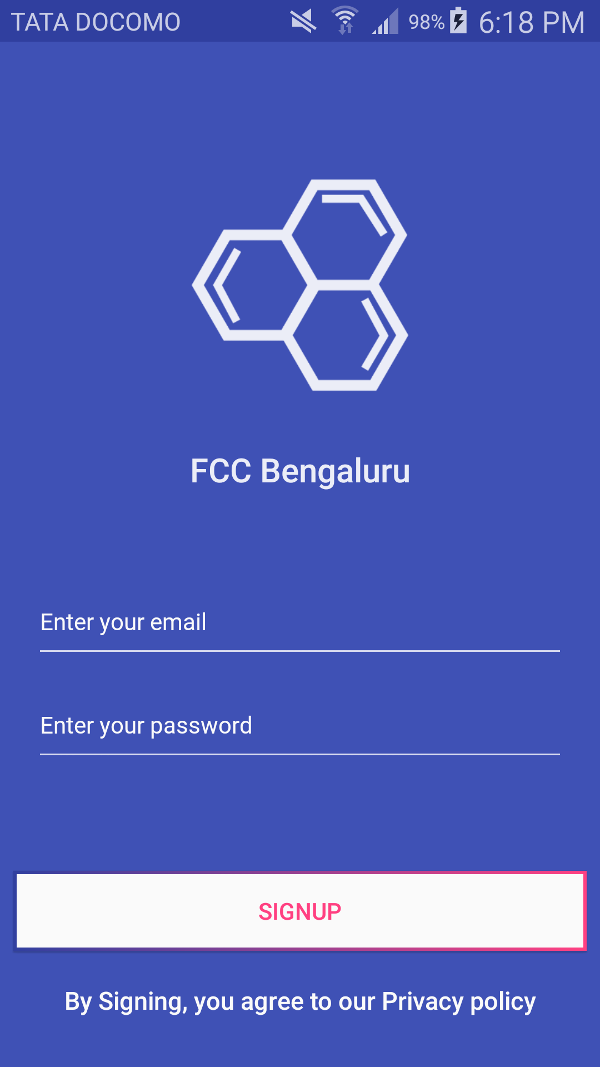 TATA DOCOMO 98% 6:18 PM
FCC Bengaluru
Enter your email
Enter your password
SIGNUP
By Signing, you agree to our Privacy policy